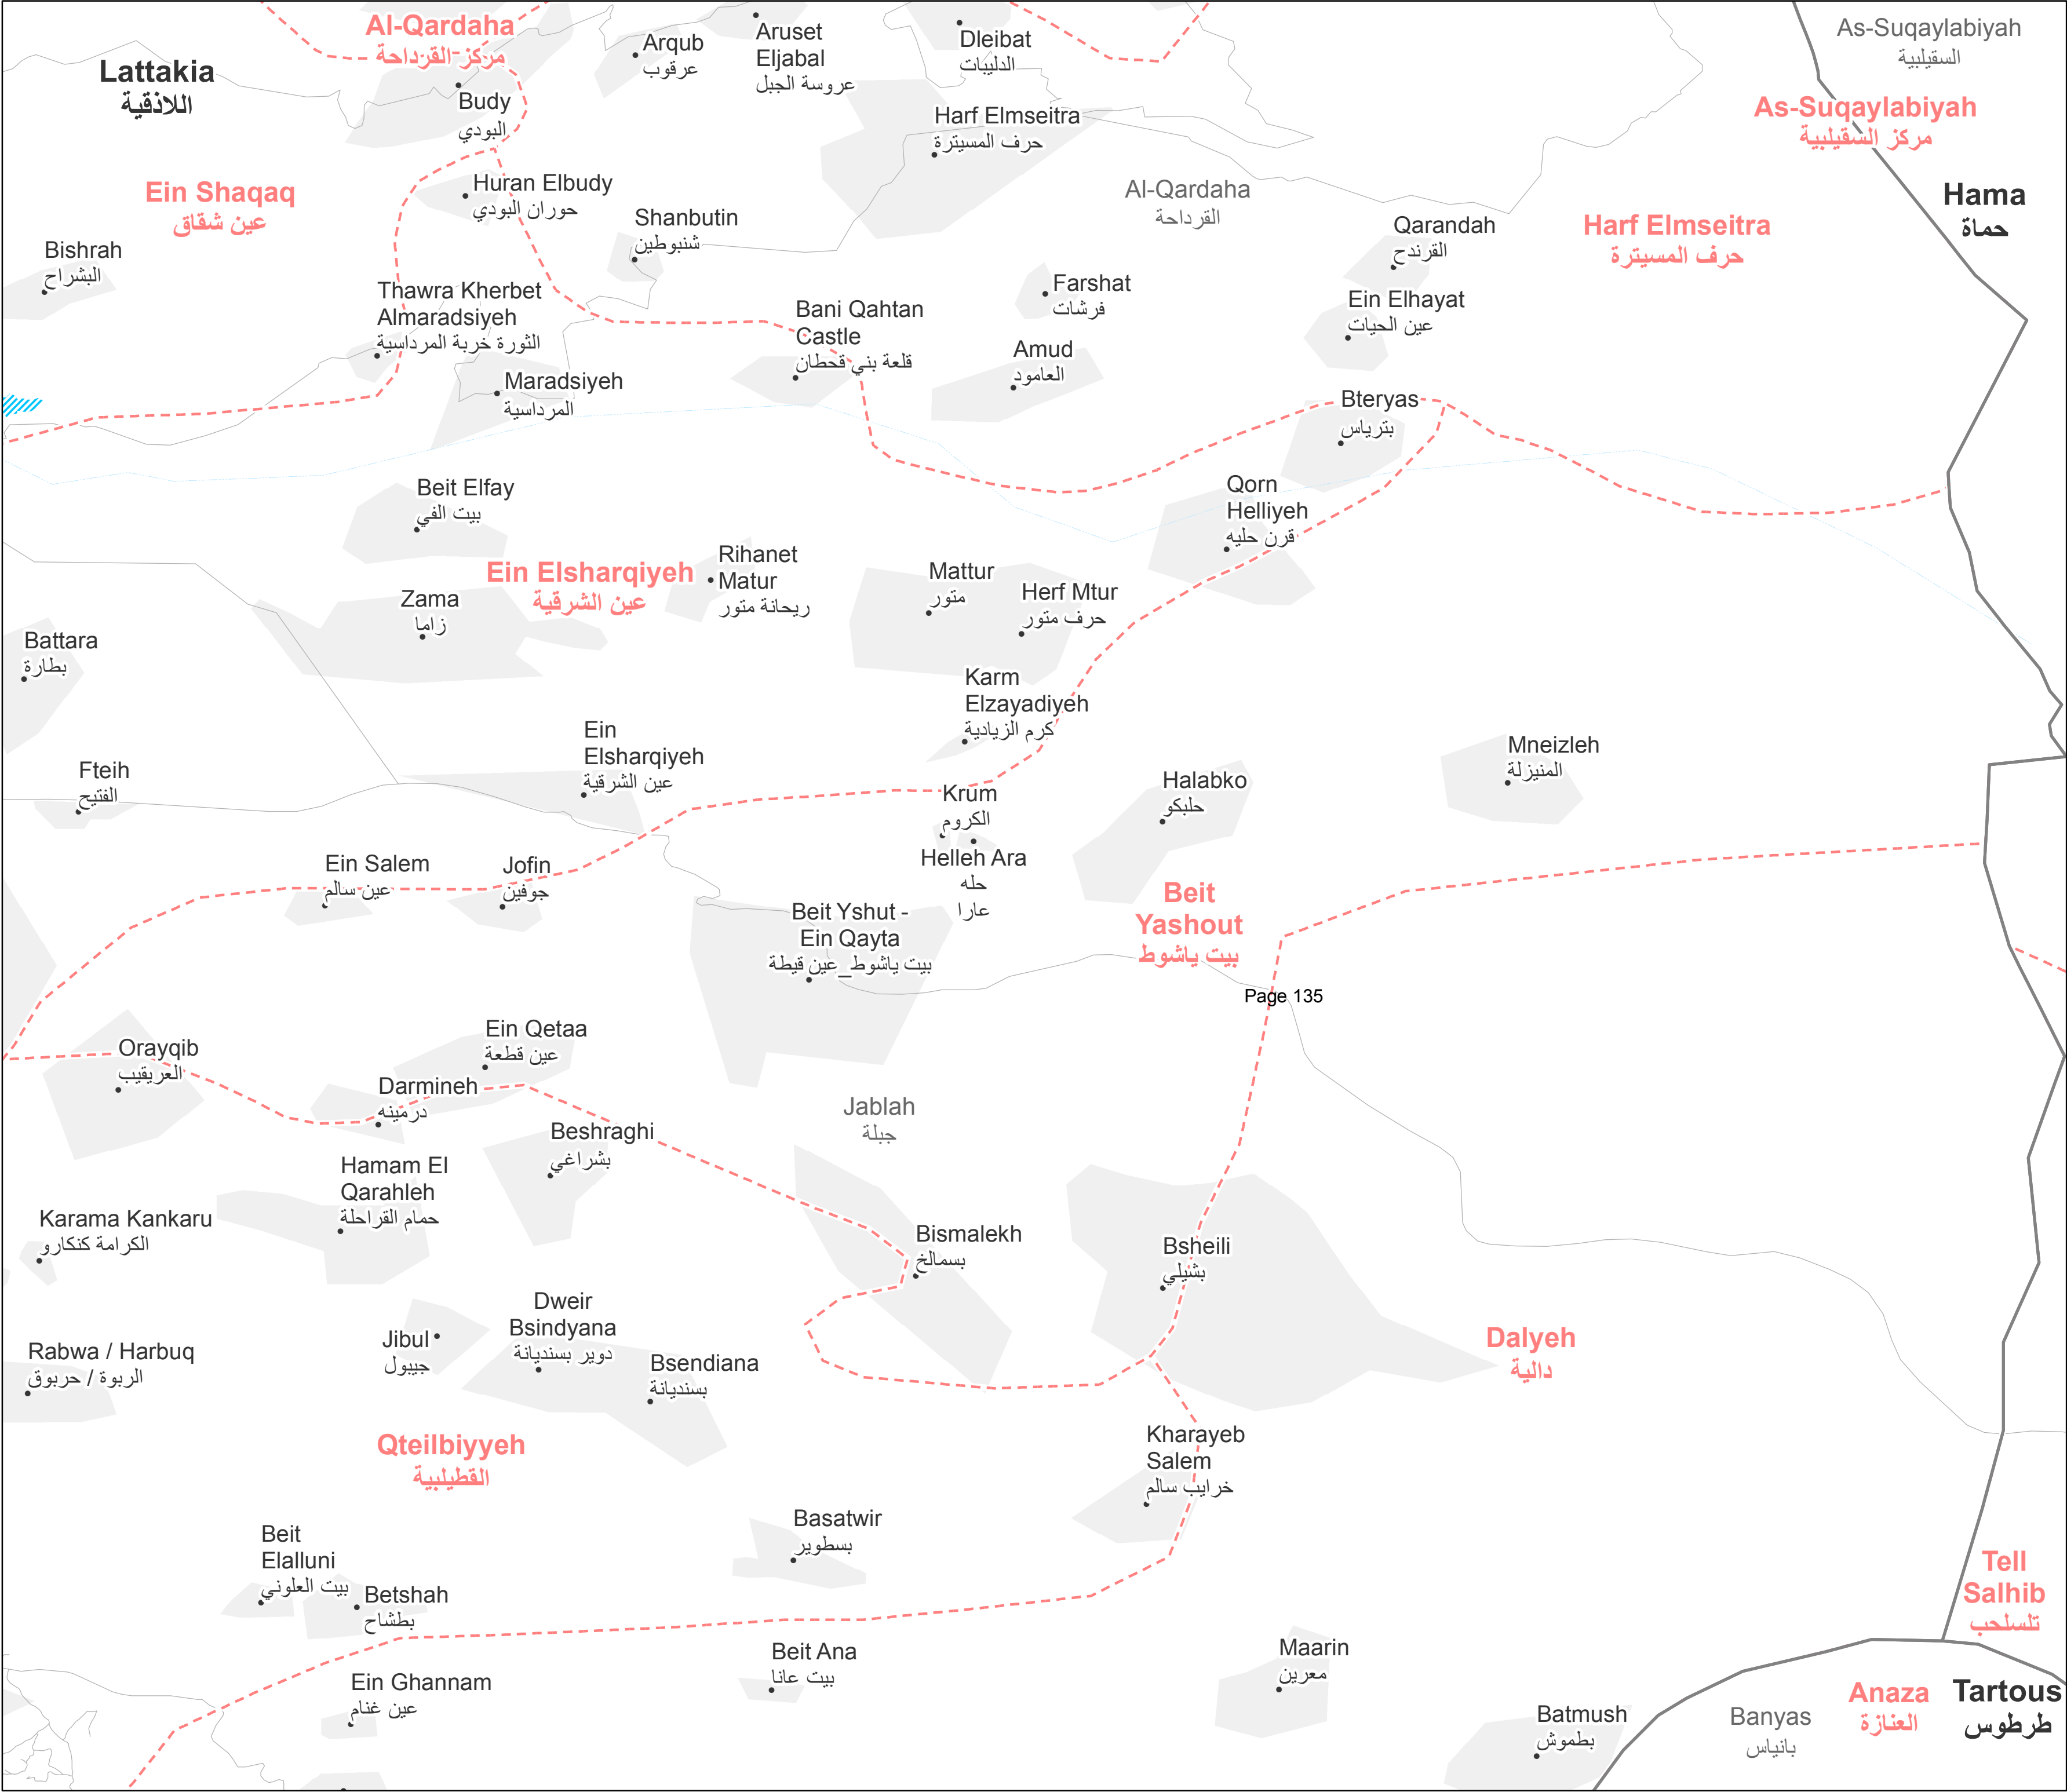 Al-Qardaha
مركز القرداحة
Lattakia
اللاذقية
Budy
البودي
Arqub
عرقوب
Aruset
Eljabal
عروسة الجبل
Dleibat
الدليبات
As-Suqaylabiyah
السقيلبية
As-Suqaylabiyah
مركز السقيلبية
Harf Elmseitra
حرف المسيترة
Ein Shaqaq
عين شقاق
Huran Elbudy
حوران البودي
Shanbutin
شنبوطين
Al-Qardaha
القرداحة
Qarandah
القرندح
Harf Elmseitra
حرف المسيترة
Hama
حماة
Bishrah
البشراح
Thawra Kherbet
Almaradsiyeh
الثورة خربة المرداسية
Maradsiyeh
المرداسية
Bani Qahtan
Castle
قلعة بني قحطان
Farshat
فرشات
Amud
العامود
Ein Elhayat
عين الحيات
Bteryas
بترياس
Beit Elfay
بيت الفي
Qorn
Helliyeh
قرن حليه
Ein Elsharqiyeh
عين الشرقية
Rihanet
Matur
ريحانة متور
Mattur
متور
Herf Mtur
حرف متور
Zama
زاما
Battara
بطارة
Karm
Elzayadiyeh
كرم الزيادية
Ein
Elsharqiyeh
عين الشرقية
Mneizleh
المنيزلة
Fteih
الفتيح
Krum
الكروم
Halabko
حلبكو
Helleh Ara
حله
عارا
Ein Salem
عين سالم
Jofin
جوفين
Beit
Yashout
بيت ياشوط
Beit Yshut -
Ein Qayta
بيت ياشوط_عين قيطة
Page 135
Orayqib
العريقيب
Ein Qetaa
عين قطعة
Darmineh
درمينه
Jablah
جبلة
Beshraghi
بشراغي
Hamam El
Qarahleh
حمام القراحلة
Karama Kankaru
الكرامة كنكارو
Bismalekh
بسمالخ
Bsheili
بشيلي
Dweir
Bsindyana
دوير بسنديانة
Jibul
جيبول
Rabwa / Harbuq
الربوة / حربوق
Bsendiana
بسنديانة
Dalyeh
دالية
Qteilbiyyeh
القطيلبية
Kharayeb
Salem
خرايب سالم
Basatwir
بسطوير
Beit
Elalluni
بيت العلوني
Betshah
بطشاح
Tell
Salhib
تلسلحب
Beit Ana
بيت عانا
Maarin
معرين
Ein Ghannam
عين غنام
Batmush
بطموش
Banyas
بانياس
Anaza
العنازة
Tartous
طرطوس